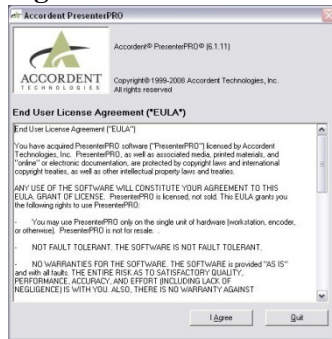 Accordent PresenterPRO
Accordent® PresenterPRO® (6.1.11)
ACCORDENT
TECHNOLOGIES
Copyright® 1999-2008 Accordent Technologies, Inc.
All rights reserved
End User License Agreement ("EULA")
End User License Agreement ("EULA")
You have acquired PresenterPRO software ("PresenterPRO") licensed by Accordent
Technologies, Inc. PresenterPRO, as well as associated media, printed materials, and
"online" or electronic documentation, are protected by copyright laws and international
copyright treaties, as well as other intellectual property laws and treaties.
ANY USE OF THE SOFTWARE WILL CONSTITUTE YOUR AGREEMENT TO THIS
EULA. GRANT OF LICENSE. PresenterPRO is licensed, not sold. This EULA grants you
the following rights to use PresenterPRO:
- You may use PresenterPRO only on the single unit of hardware (workstation, encoder,
or otherwise). PresenterPRO is not for resale. .
- NOT FAULT TOLERANT. THE SOFTWARE IS NOT FAULT TOLERANT.
- NO WARRANTIES FOR THE SOFTWARE. THE SOFTWARE is provided "AS IS"
and with all faults. THE ENTIRE RISK AS TO SATISFACTORY QUALITY,
PERFORMANCE, ACCURACY, AND EFFORT (INCLUDING LACK OF
NEGLIGENCE) IS WITH YOU. ALSO, THERE IS NO WARRANTY AGAINST
I Agree
Quit